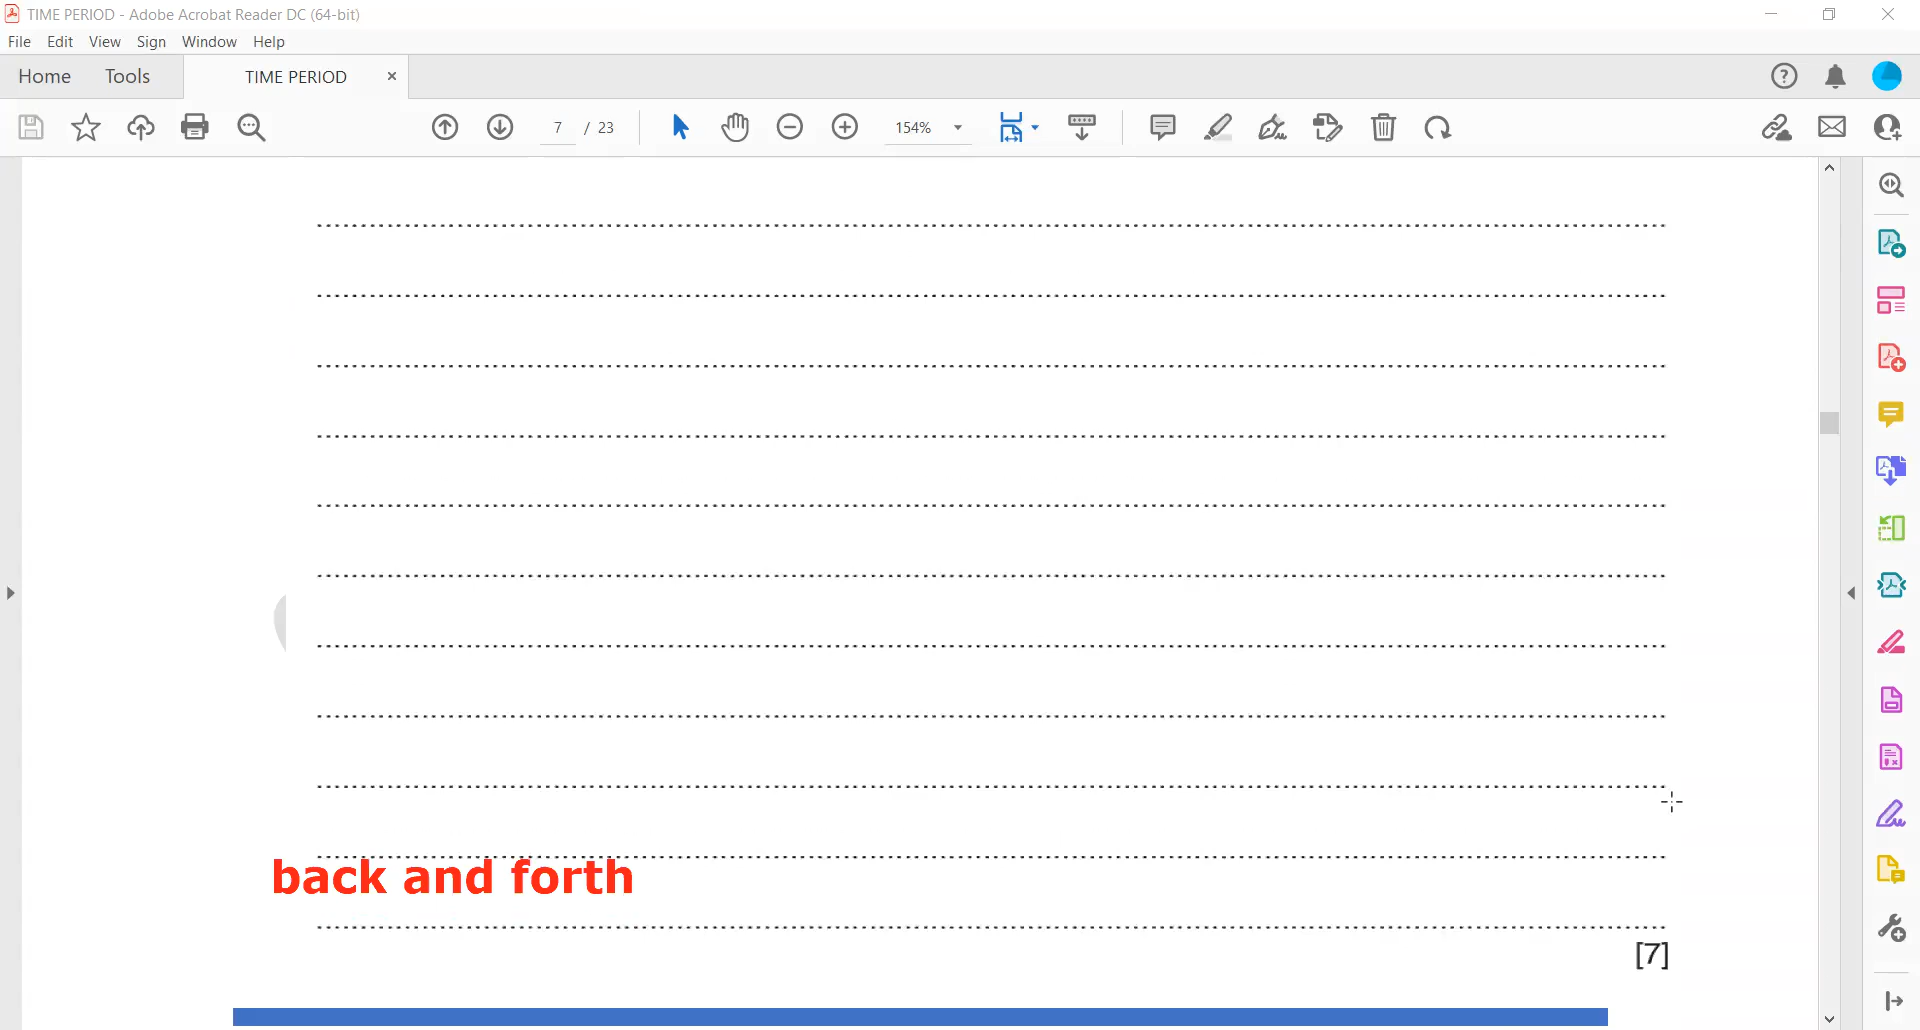 TIME PERIOD - Adobe Acrobat Reader DC (64-bit)
File Edit View Sign Window Help
Home Tools TIME PERIOD
7 / 23 154%
back and forth
[7]